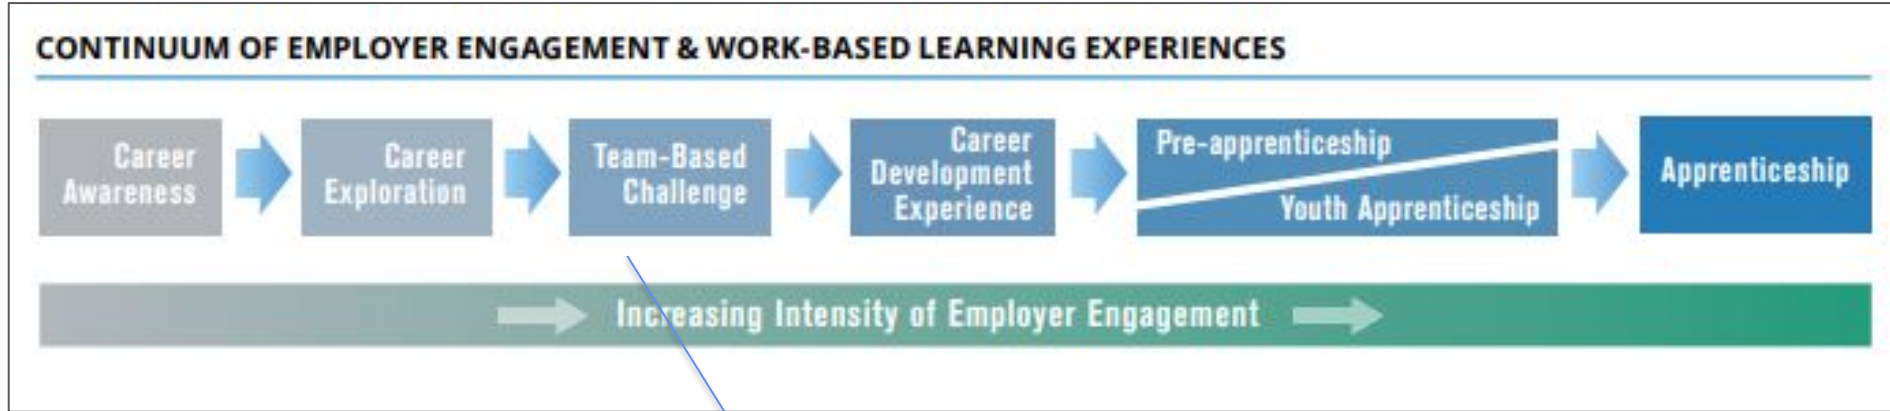 CONTINUUM OF EMPLOYER ENGAGEMENT & WORK-BASED LEARNING EXPERIENCES
Career
Awareness
Career
Exploration
Team-Based
Challenge
Career
Development
Experience
Pre-apprenticeship
Youth Apprenticeship
Apprenticeship
Increasing Intensity of Employer Engagement